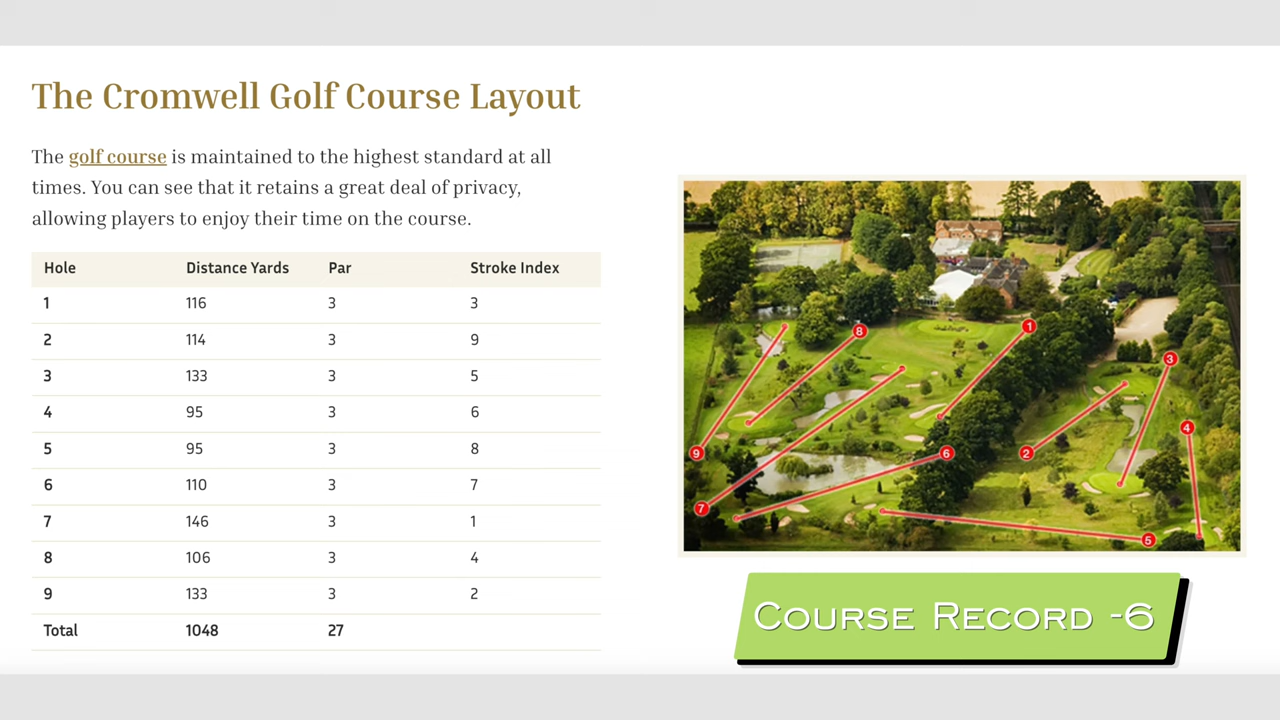 The Cromwell Golf Course Layout
The golf course is maintained to the highest standard at all
times. You can see that it retains a great deal of privacy,
allowing players to enjoy their time on the course.
Hole Distance Yards Par Stroke Index
1 116 3 3
2 114 3 9
3 133 3 5
4 95 3 6
5 95 3 8
6 110 3 7
7 146 3 1
8 106 3 4
9 133 3 2
Total 1048 27
8 1
3
4
9 6 2
7
5
Course Record -6